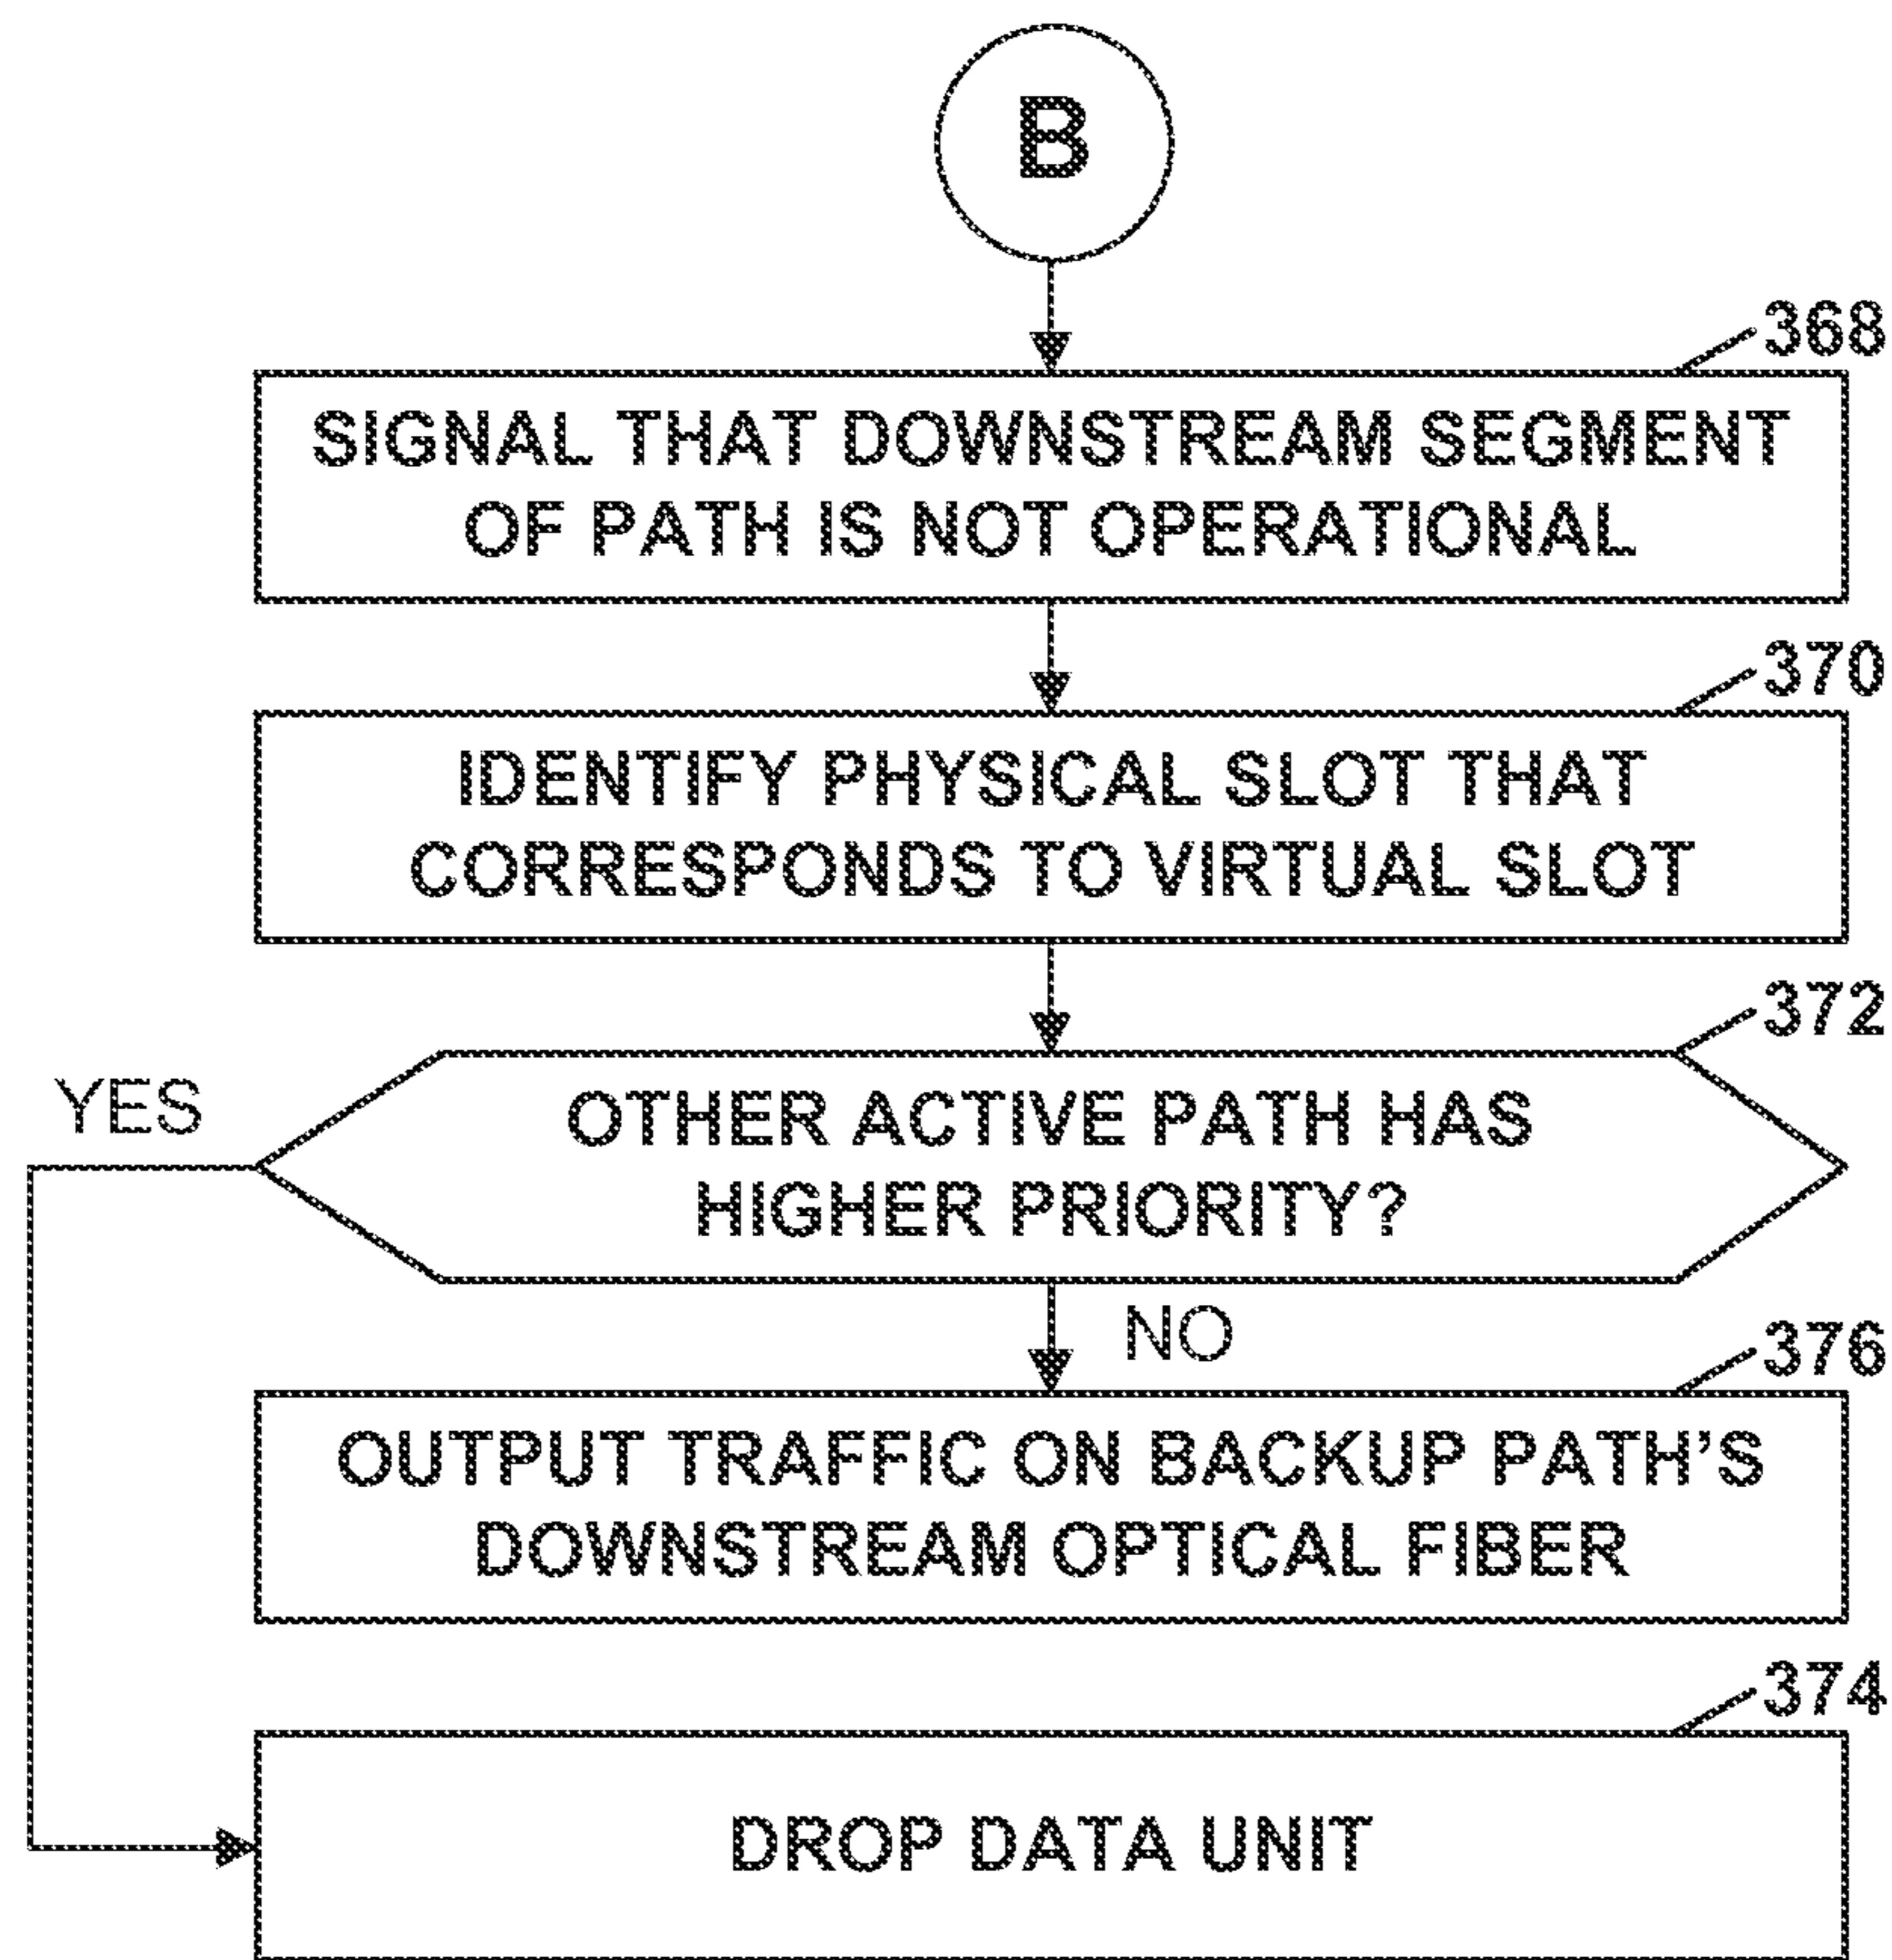 B
368
SIGNAL THAT DOWNSTREAM SEGMENT
OF PATH IS NOT OPERATIONAL
370
IDENTIFY PHYSICAL SLOT THAT
CORRESPONDS TO VIRTUAL SLOT
372
YES
OTHER ACTIVE PATH HAS
HIGHER PRIORITY?
NO
376
OUTPUT TRAFFIC ON BACKUP PATH'S
DOWNSTREAM OPTICAL FIBER
374
DROP DATA UNIT